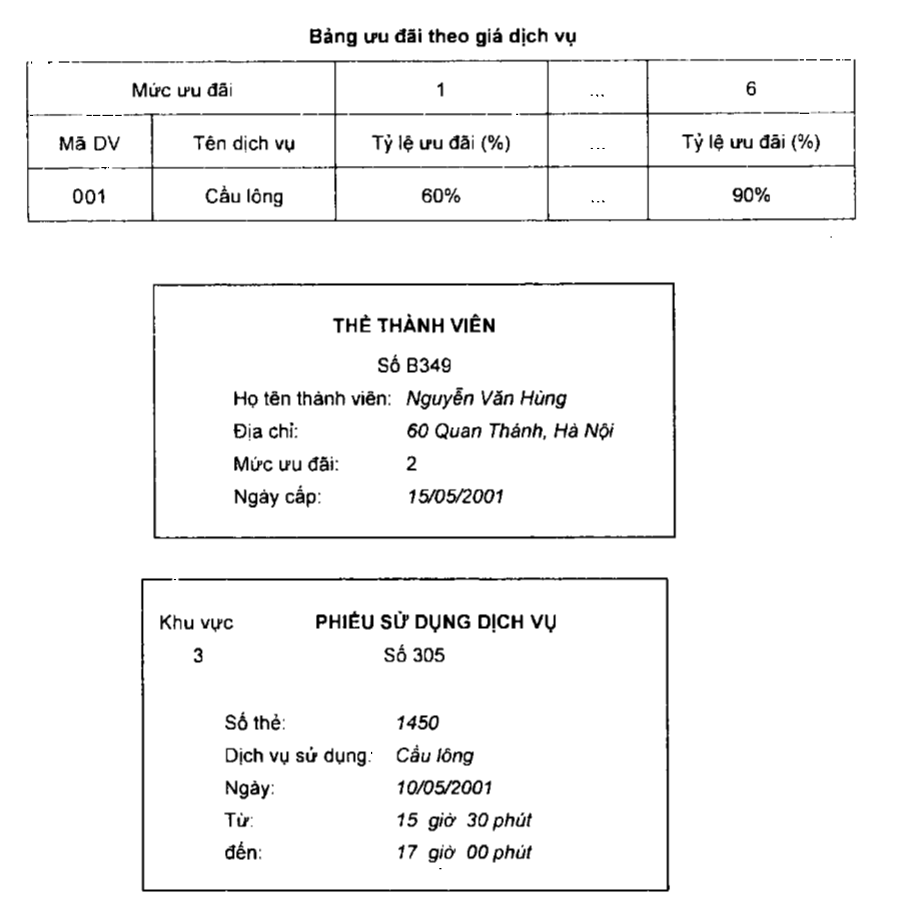 Bảng ưu đãi theo giá dịch vụ
Mức ưu đãi 1 ... 6
Mã DV Tên dịch vụ Tỷ lệ ưu đãi (%) ... Tỷ lệ ưu đãi (%)
001 Cầu lông 60% ... 90%
THẺ THÀNH VIÊN
Số B349
Họ tên thành viên: Nguyễn Văn Hùng
Địa chỉ: 60 Quan Thánh, Hà Nội
Mức ưu đãi: 2
Ngày cấp: 15/05/2001
Khu vực PHIẾU SỬ DỤNG DỊCH VỤ
3 Số 305
Số thẻ: 1450
Dịch vụ sử dụng: Cầu lông
Ngày: 10/05/2001
Từ: 15 giờ 30 phút
đến: 17 giờ 00 phút